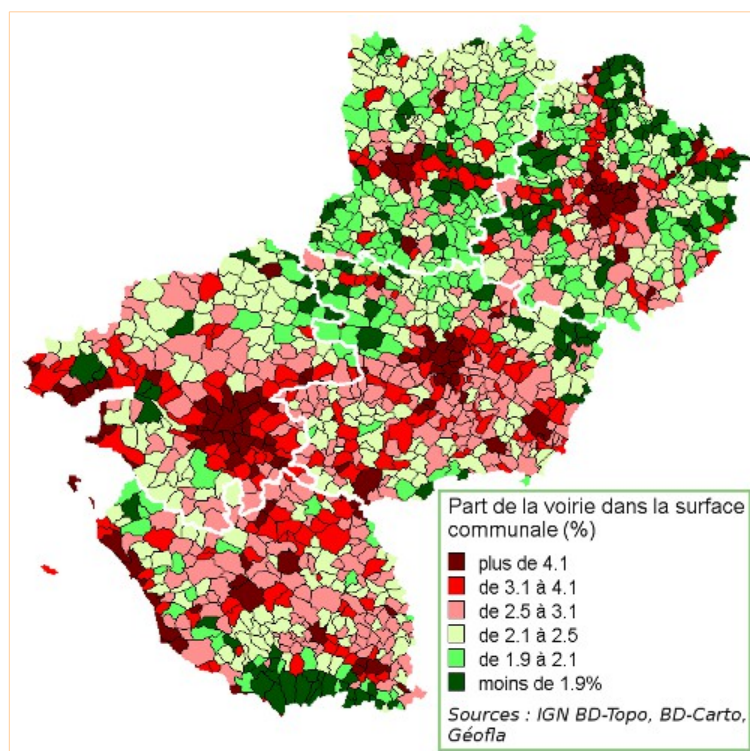 Part de la voirie dans la surface
communale (%)
plus de 4.1
de 3.1 à 4.1
de 2.5 à 3.1
de 2.1 à 2.5
de 1.9 à 2.1
moins de 1.9%
Sources : IGN BD-Topo, BD-Carto,
Géofla